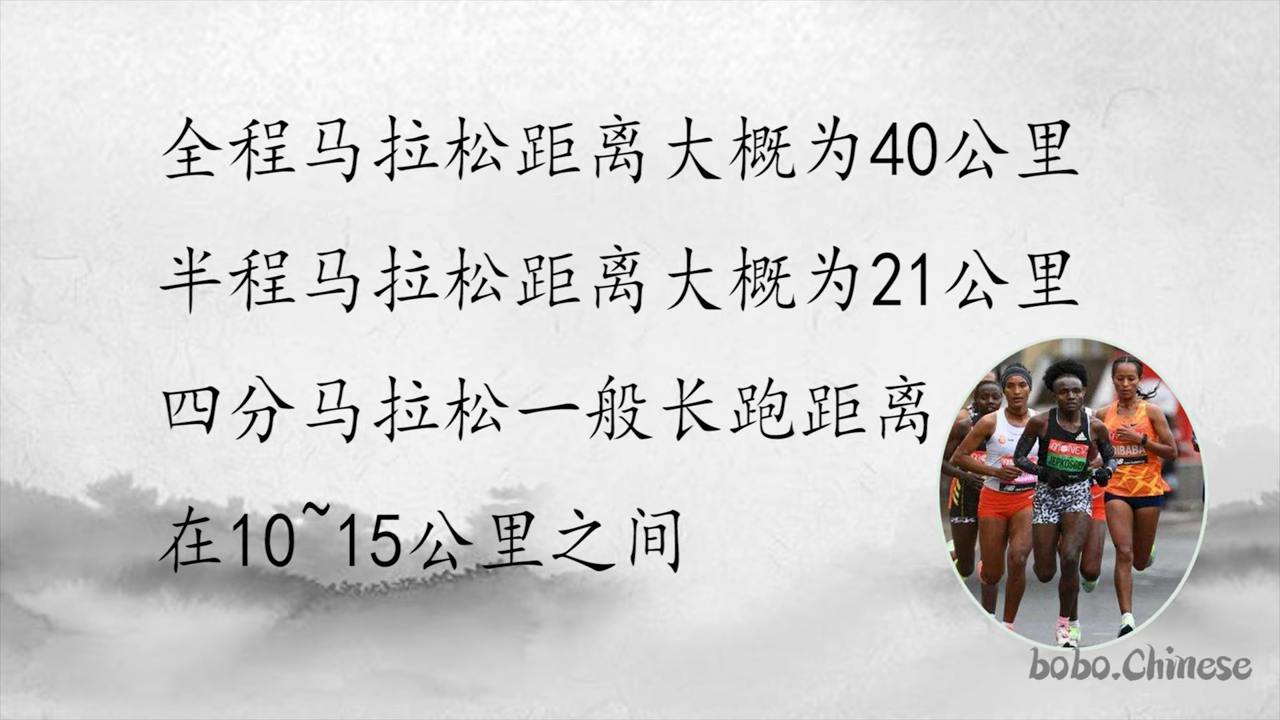 全程马拉松距离大概为40公里
半程马拉松距离大概为21公里
四分马拉松一般长跑距离
在10~15公里之间
JEPKOSGEI
DIBABA
bobo.Chinese